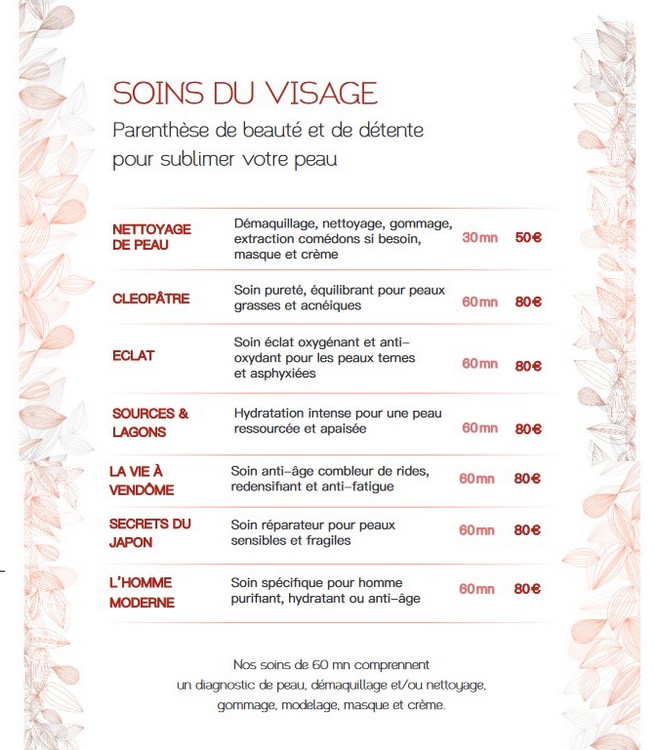 SOINS DU VISAGE
Parenthèse de beauté et de détente
pour sublimer votre peau
NETTOYAGE
DE PEAU
Démaquillage, nettoyage, gommage,
extraction comédons si besoin,
masque et crème
30mn 50€
CLEOPÂTRE
Soin pureté, équilibrant pour peaux
grasses et acnéiques
60mn 80€
ECLAT
Soin éclat oxygénant et anti-
oxydant pour les peaux ternes
et asphyxiées
60mn 80€
SOURCES &
LAGONS
Hydratation intense pour une peau
ressourcée et apaisée
60mn 80€
LA VIE À
VENDÔME
Soin anti-âge combleur de rides,
redensifiant et anti-fatigue
60mn 80€
SECRETS DU
JAPON
Soin réparateur pour peaux
sensibles et fragiles
60mn 80€
L'HOMME
MODERNE
Soin spécifique pour homme
purifiant, hydratant ou anti-âge
60mn 80€
Nos soins de 60 mn comprennent
un diagnostic de peau, démaquillage et/ou nettoyage,
gommage, modelage, masque et crème.